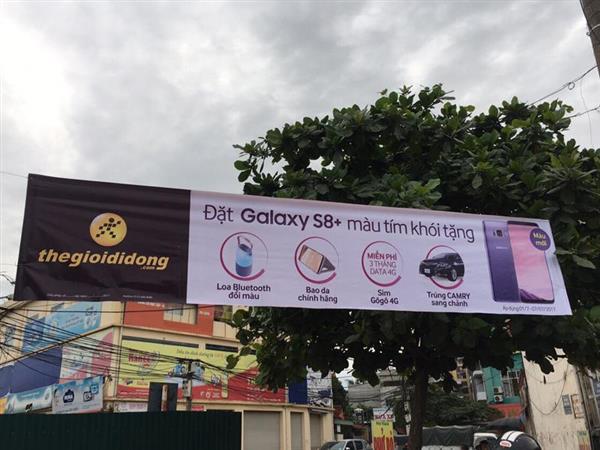 Đặt Galaxy S8+ màu tím khói tặng
thegioididong
.com
Loa Bluetooth
đổi màu
Bao da
chính hãng
MIỄN PHÍ
3 THÁNG
DATA 4G
Sim
Gôgô 4G
Trúng CAMRY
sang chảnh
Màu
mới